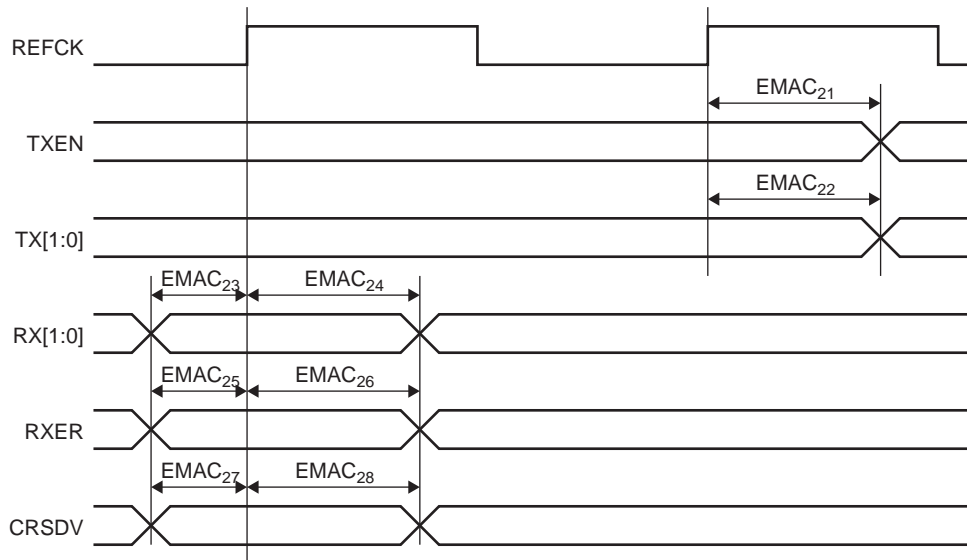 REFCK
EMAC21
TXEN
EMAC22
TX[1:0]
EMAC23 EMAC24
RX[1:0]
EMAC25 EMAC26
RXER
EMAC27 EMAC28
CRSDV